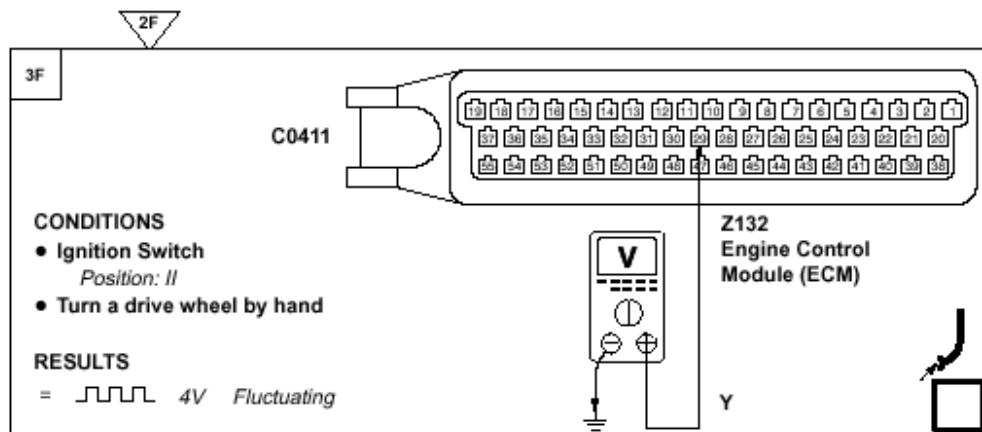 2F
3F
C0411
19 18 17 16 15 14 13 12 11 10 9 8 7 6 5 4 3 2 1
37 36 35 34 33 32 31 30 29 28 27 26 25 24 23 22 21 20
55 54 53 52 51 50 49 48 47 46 45 44 43 42 41 40 39 38
CONDITIONS
• Ignition Switch
Position: II
• Turn a drive wheel by hand
RESULTS
= 4V Fluctuating
V
Z132
Engine Control
Module (ECM)
Y